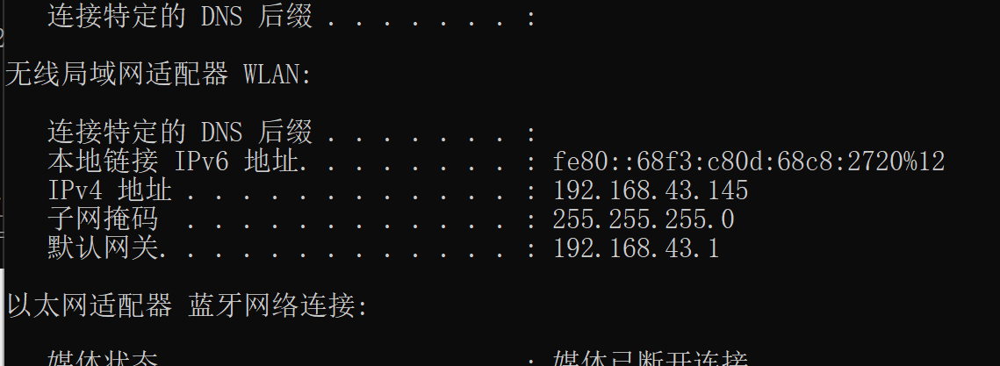 连接特定的 DNS 后缀 . . . . . . . :
无线局域网适配器 WLAN:
连接特定的 DNS 后缀 . . . . . . . :
本地链接 IPv6 地址. . . . . . . . : fe80::68f3:c80d:68c8:2720%12
IPv4 地址 . . . . . . . . . . . . : 192.168.43.145
子网掩码 . . . . . . . . . . . . : 255.255.255.0
默认网关. . . . . . . . . . . . . : 192.168.43.1
以太网适配器 蓝牙网络连接:
媒体状态 . . . . . . . . . . . . : 媒体已断开连接